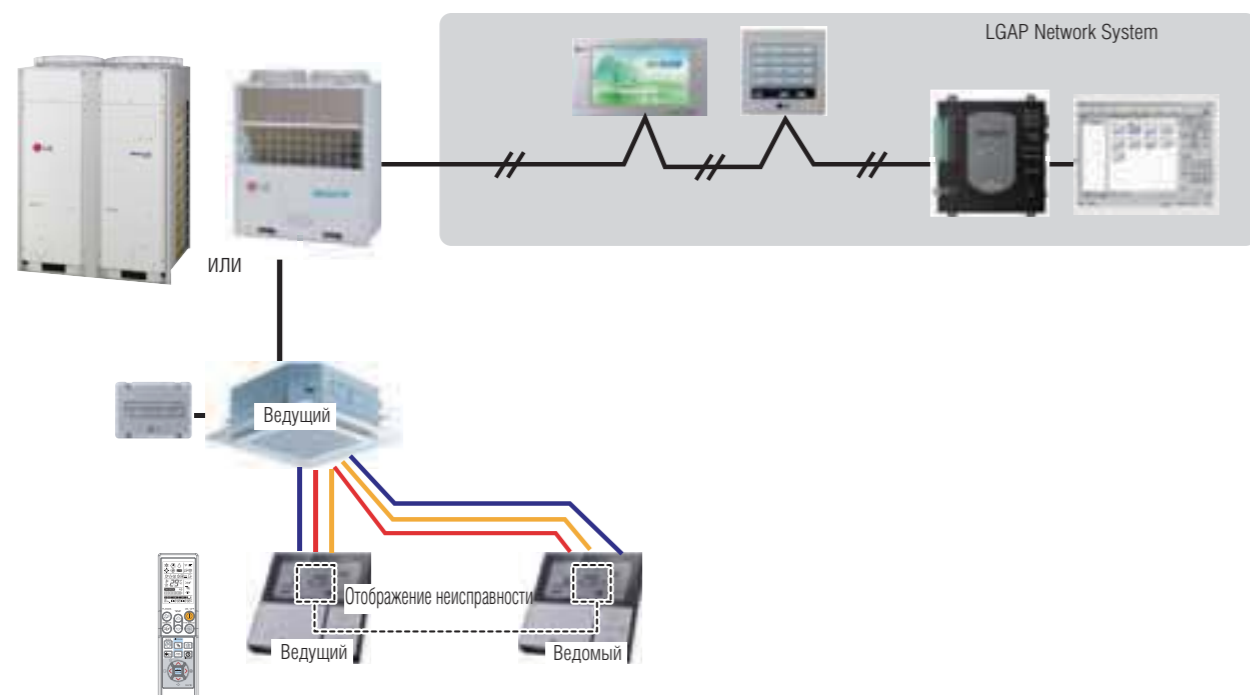 LGAP Network System
ИЛИ
Ведущий
Отображение неисправности
Ведущий
Ведомый